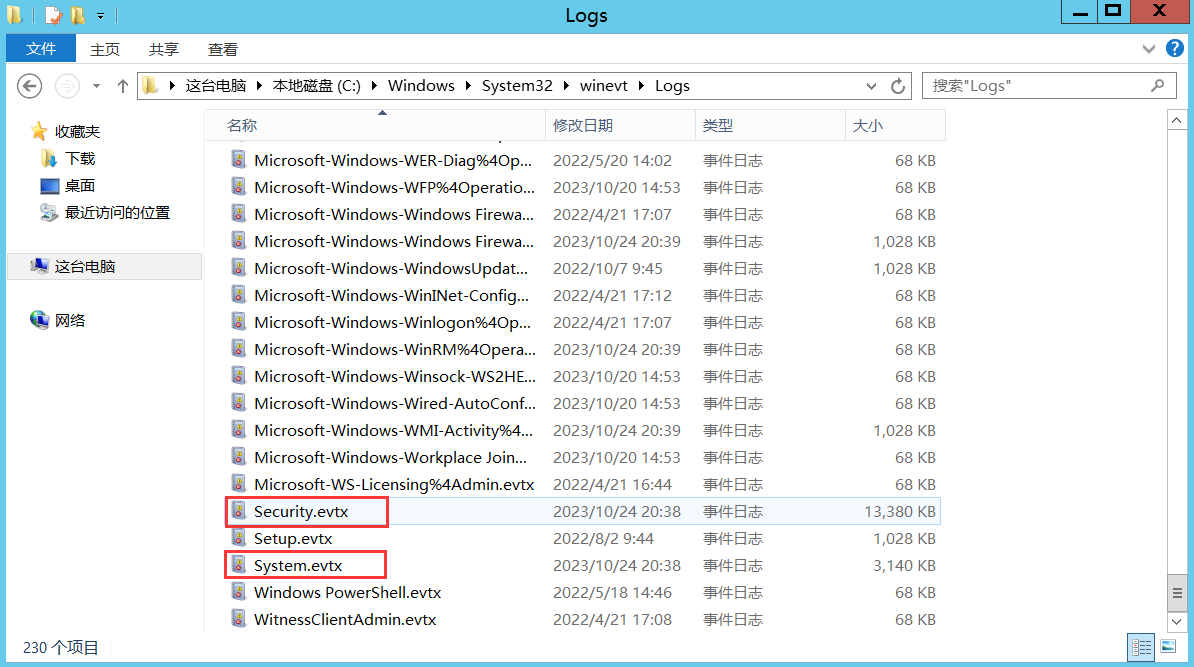 Logs
文件 主页 共享 查看
这台电脑 本地磁盘 (C:) Windows System32 winevt Logs 搜索"Logs"
收藏夹
下载
桌面
最近访问的位置
这台电脑
网络
名称 修改日期 类型 大小
Microsoft-Windows-WER-Diag%4Op... 2022/5/20 14:02 事件日志 68 KB
Microsoft-Windows-WFP%4Operatio... 2023/10/20 14:53 事件日志 68 KB
Microsoft-Windows-Windows Firewa... 2022/4/21 17:07 事件日志 68 KB
Microsoft-Windows-Windows Firewa... 2023/10/24 20:39 事件日志 1,028 KB
Microsoft-Windows-WindowsUpdat... 2022/10/7 9:45 事件日志 1,028 KB
Microsoft-Windows-WinINet-Config... 2022/4/21 17:12 事件日志 68 KB
Microsoft-Windows-Winlogon%4Op... 2022/4/21 17:07 事件日志 68 KB
Microsoft-Windows-WinRM%4Opera... 2023/10/24 20:39 事件日志 68 KB
Microsoft-Windows-Winsock-WS2HE... 2023/10/20 14:53 事件日志 68 KB
Microsoft-Windows-Wired-AutoConf... 2023/10/20 14:53 事件日志 68 KB
Microsoft-Windows-WMI-Activity%4... 2023/10/24 20:39 事件日志 1,028 KB
Microsoft-Windows-Workplace Join... 2023/10/20 14:53 事件日志 68 KB
Microsoft-WS-Licensing%4Admin.evtx 2022/4/21 16:44 事件日志 68 KB
Security.evtx 2023/10/24 20:38 事件日志 13,380 KB
Setup.evtx 2022/8/2 9:44 事件日志 1,028 KB
System.evtx 2023/10/24 20:38 事件日志 3,140 KB
Windows PowerShell.evtx 2022/5/18 14:46 事件日志 68 KB
WitnessClientAdmin.evtx 2022/4/21 17:08 事件日志 68 KB
230 个项目